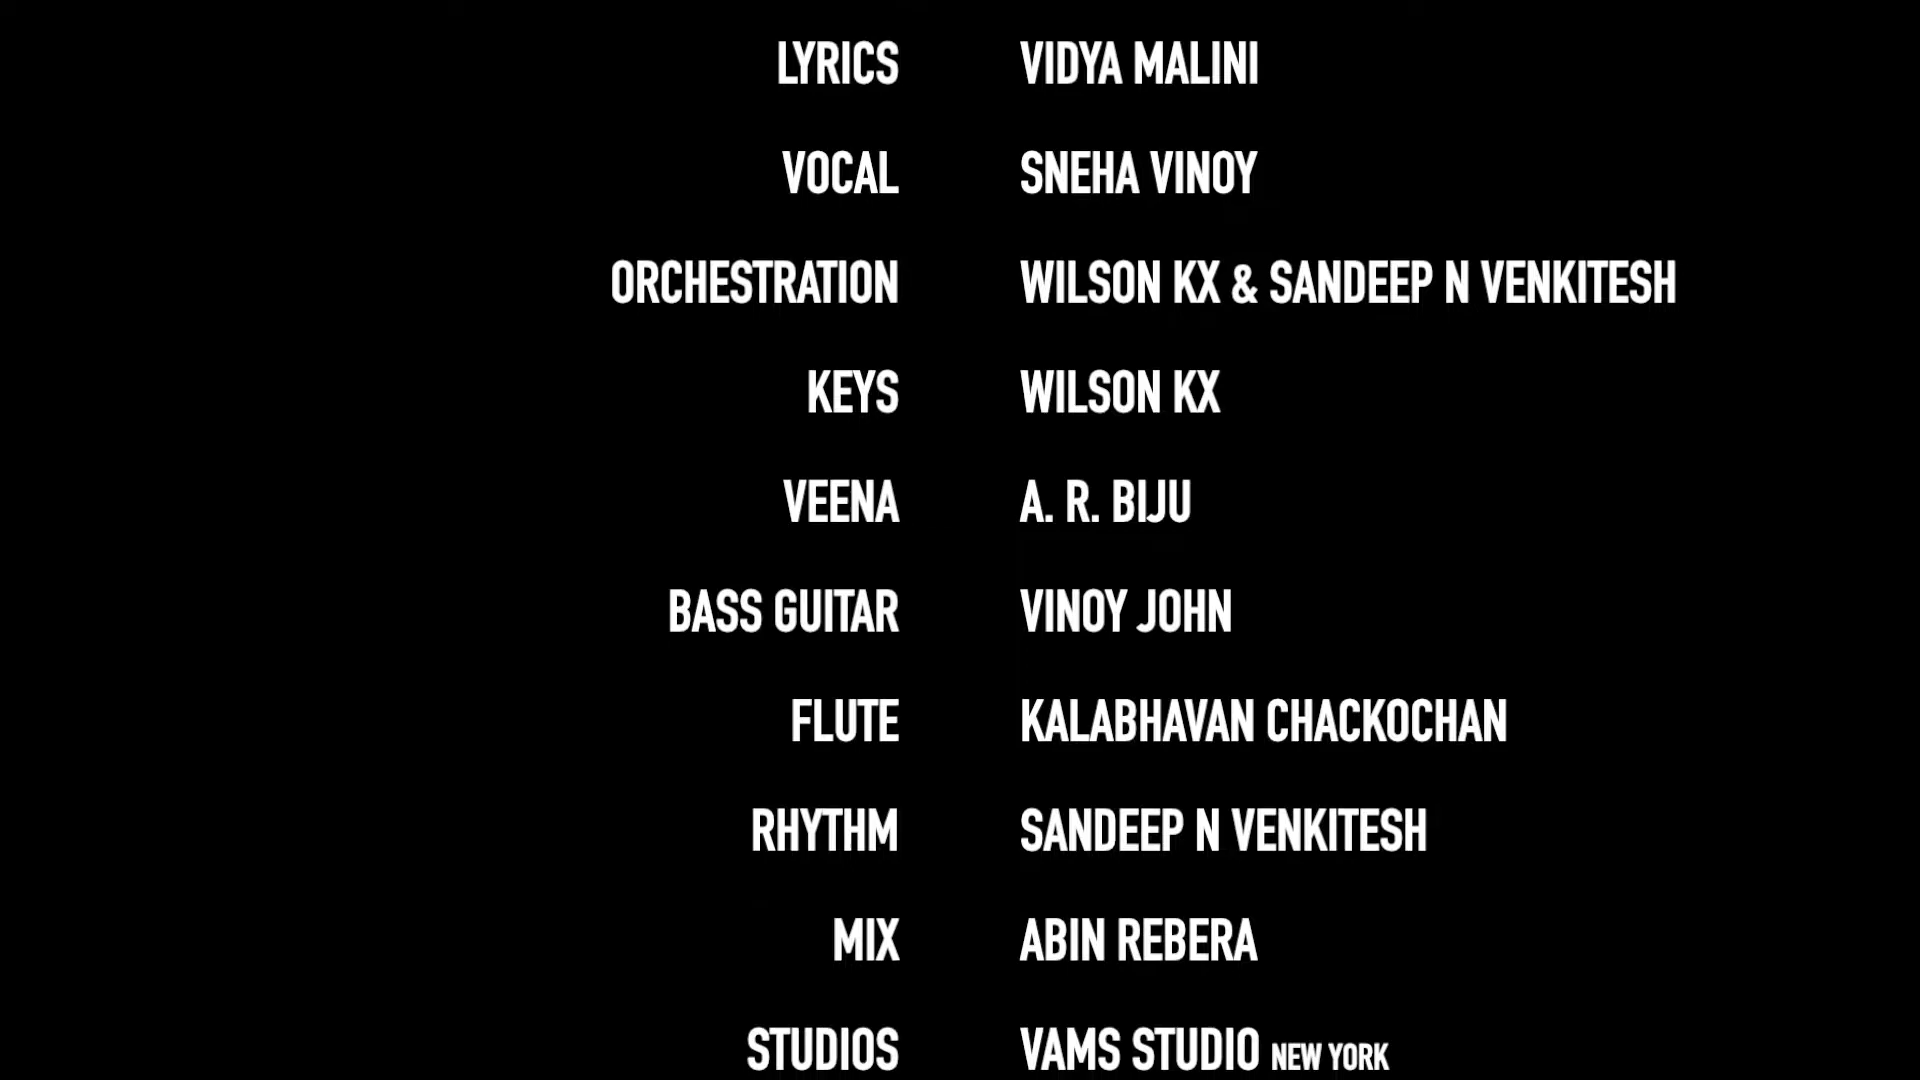 LYRICS VIDYA MALINI
VOCAL SNEHA VINOY
ORCHESTRATION WILSON KX & SANDEEP N VENKITESH
KEYS WILSON KX
VEENA A. R. BIJU
BASS GUITAR VINOY JOHN
FLUTE KALABHAVAN CHACKOCHAN
RHYTHM SANDEEP N VENKITESH
MIX ABIN REBERA
STUDIOS VAMS STUDIO NEW YORK